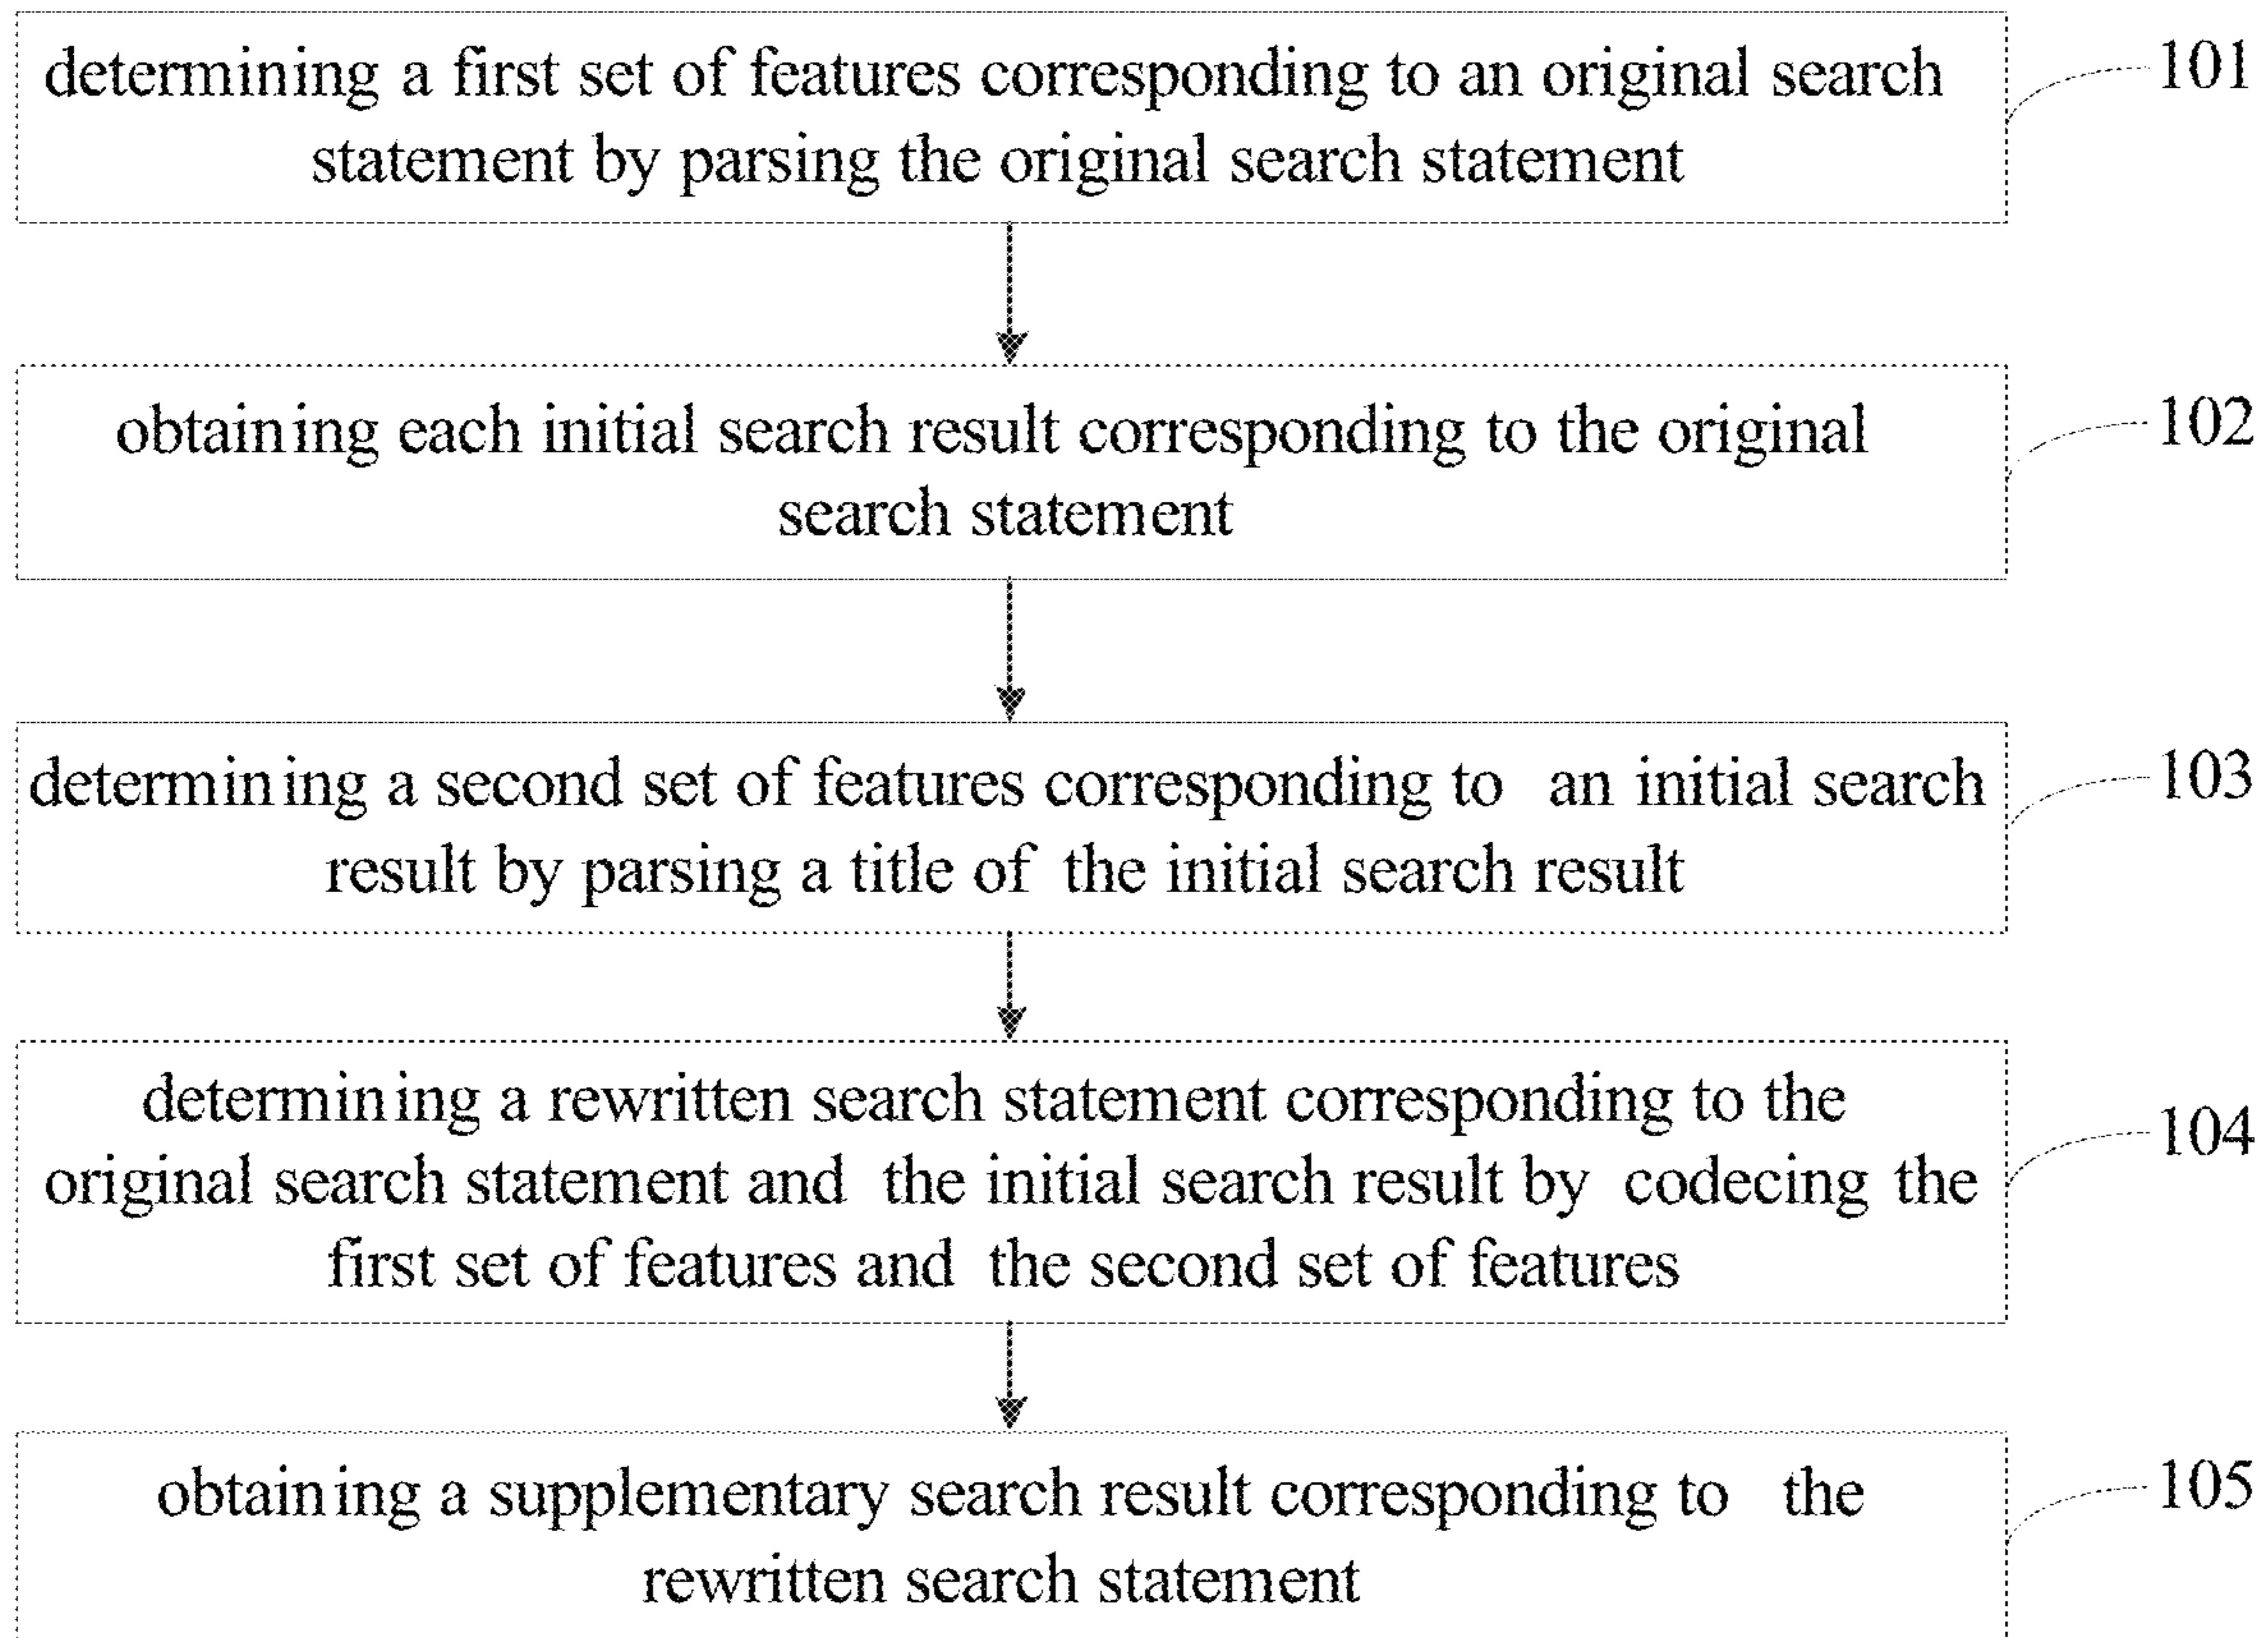 determining a first set of features corresponding to an original search
statement by parsing the original search statement
101
obtaining each initial search result corresponding to the original
search statement
102
determining a second set of features corresponding to an initial search
result by parsing a title of the initial search result
103
determining a rewritten search statement corresponding to the
original search statement and the initial search result by codecing the
first set of features and the second set of features
104
obtaining a supplementary search result corresponding to the
rewritten search statement
105